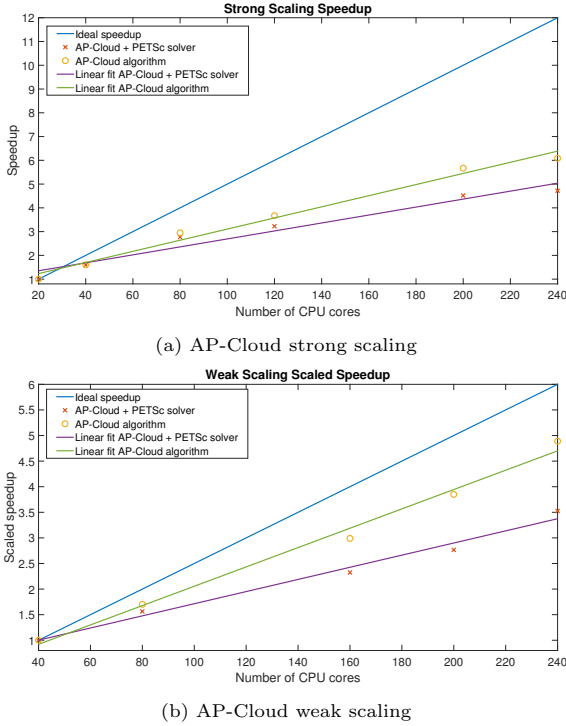 Strong Scaling Speedup
Ideal speedup
AP-Cloud + PETSc solver
AP-Cloud algorithm
Linear fit AP-Cloud + PETSc solver
Linear fit AP-Cloud algorithm
Speedup
12
11
10
9
8
7
6
5
4
3
2
1
20 40 60 80 100 120 140 160 180 200 220 240
Number of CPU cores
(a) AP-Cloud strong scaling
Weak Scaling Scaled Speedup
Ideal speedup
AP-Cloud + PETSc solver
AP-Cloud algorithm
Linear fit AP-Cloud + PETSc solver
Linear fit AP-Cloud algorithm
Scaled speedup
6
5.5
5
4.5
4
3.5
3
2.5
2
1.5
1
40 60 80 100 120 140 160 180 200 220 240
Number of CPU cores
(b) AP-Cloud weak scaling